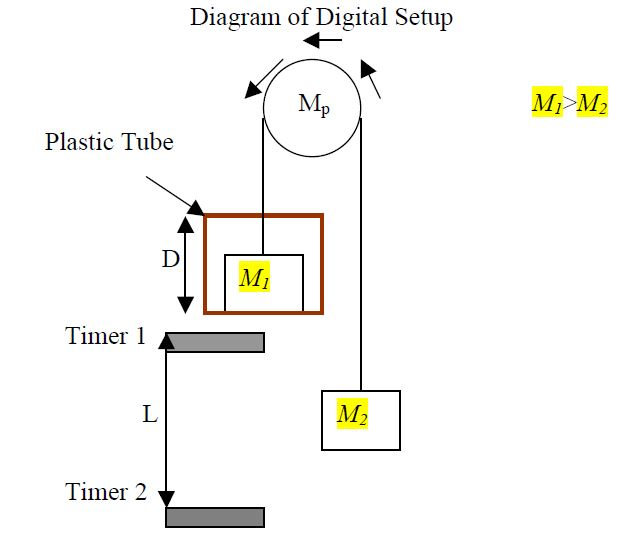 Diagram of Digital Setup
Mp
M1>M2
Plastic Tube
D
M1
Timer 1
L
M2
Timer 2